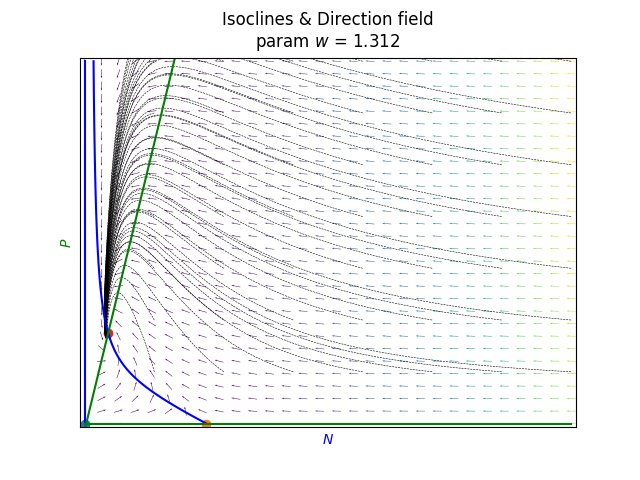 Isoclines & Direction field
param w = 1.312
P
N